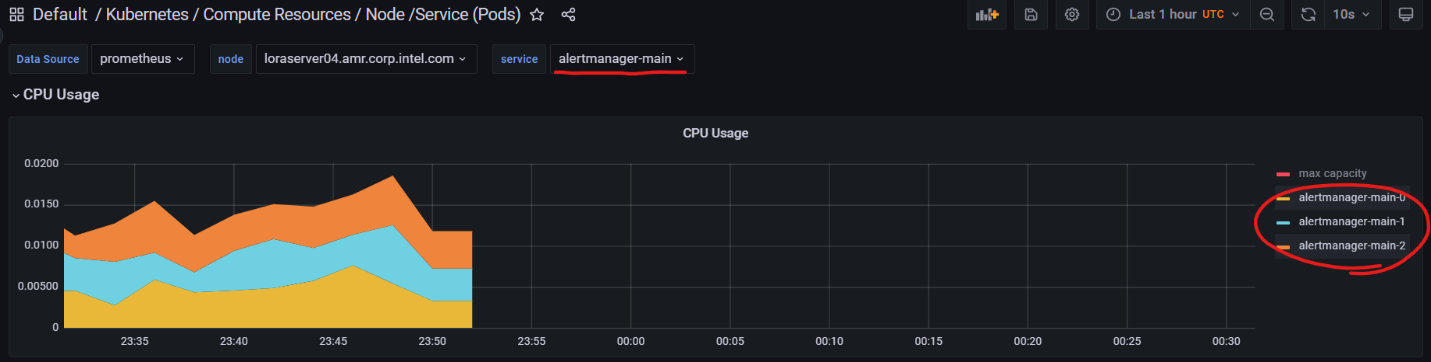 Default / Kubernetes / Compute Resources / Node /Service (Pods)
Last 1 hour UTC
10s
Data Source prometheus node loraserver04.amr.corp.intel.com service alertmanager-main
CPU Usage
CPU Usage
0.0200
0.0150
0.0100
0.00500
0
23:35 23:40 23:45 23:50 23:55 00:00 00:05 00:10 00:15 00:20 00:25 00:30
max capacity
alertmanager-main-0
alertmanager-main-1
alertmanager-main-2